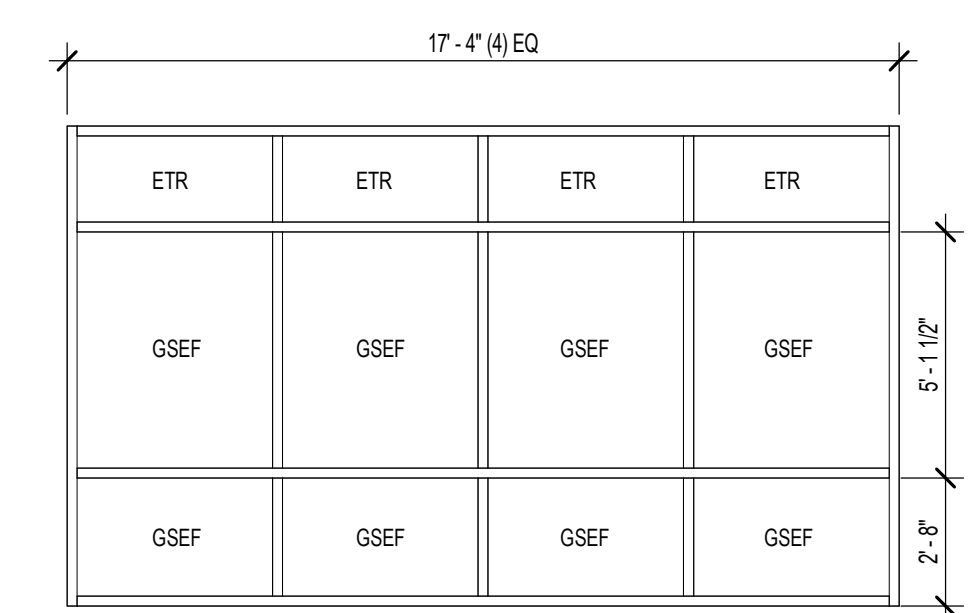 17' - 4" (4) EQ
ETR ETR ETR ETR
GSEF GSEF GSEF GSEF
5' - 1 1/2"
GSEF GSEF GSEF GSEF
2' - 8"